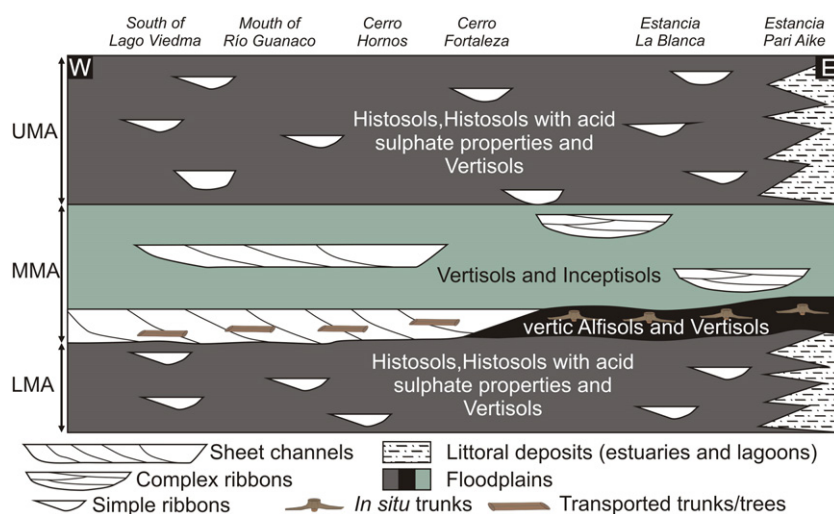 South of
Lago Viedma
Mouth of
Río Guanaco
Cerro
Hornos
Cerro
Fortaleza
Estancia
La Blanca
Estancia
Pari Aike
W
E
UMA
Histosols,Histosols with acid
sulphate properties and
Vertisols
MMA
Vertisols and Inceptisols
vertic Alfisols and Vertisols
LMA
Histosols,Histosols with acid
sulphate properties and
Vertisols
Sheet channels
Littoral deposits (estuaries and lagoons)
Complex ribbons
Floodplains
Simple ribbons
In situ trunks
Transported trunks/trees